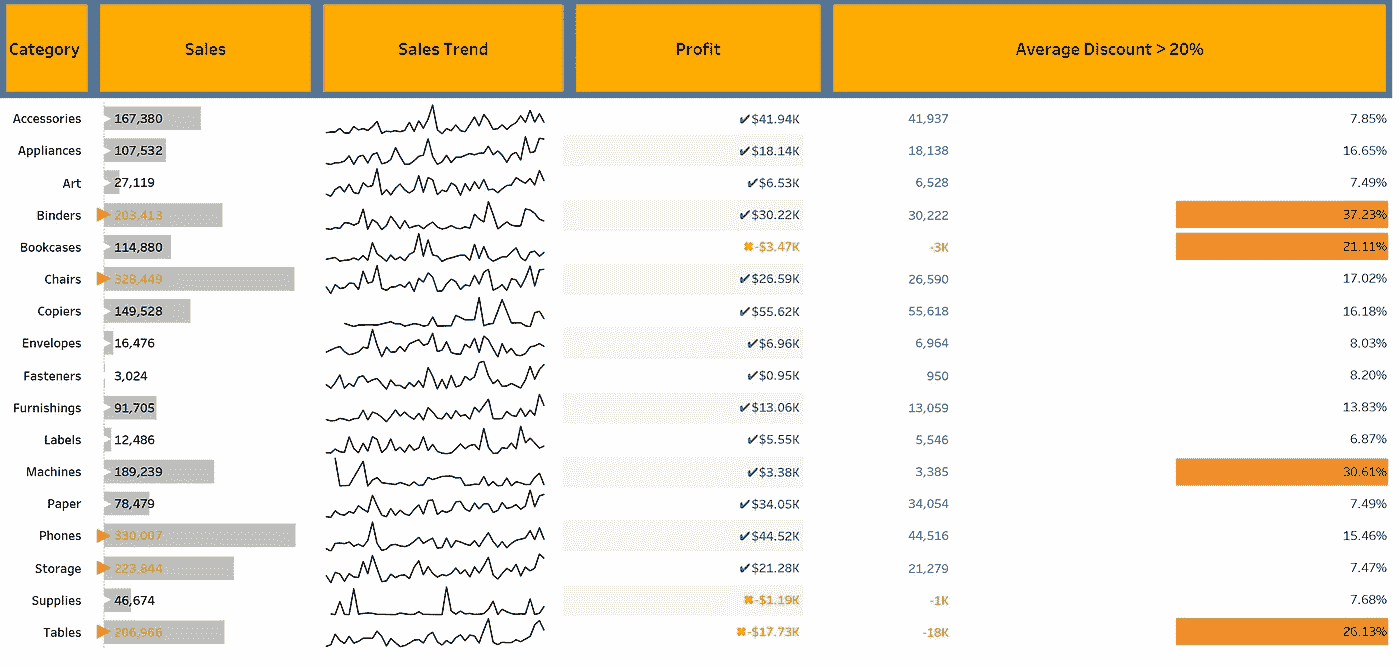 Category Sales Sales Trend Profit Average Discount > 20%
Accessories 167,380 ✔$41.94K 41,937 7.85%
Appliances 107,532 ✔$18.14K 18,138 16.65%
Art 27,119 ✔$6.53K 6,528 7.49%
Binders 203,413 ✔$30.22K 30,222 37.23%
Bookcases 114,880 ✖-$3.47K -3K 21.11%
Chairs 328,449 ✔$26.59K 26,590 17.02%
Copiers 149,528 ✔$55.62K 55,618 16.18%
Envelopes 16,476 ✔$6.96K 6,964 8.03%
Fasteners 3,024 ✔$0.95K 950 8.20%
Furnishings 91,705 ✔$13.06K 13,059 13.83%
Labels 12,486 ✔$5.55K 5,546 6.87%
Machines 189,239 ✔$3.38K 3,385 30.61%
Paper 78,479 ✔$34.05K 34,054 7.49%
Phones 330,007 ✔$44.52K 44,516 15.46%
Storage 223,844 ✔$21.28K 21,279 7.47%
Supplies 46,674 ✖-$1.19K -1K 7.68%
Tables 206,966 ✖-$17.73K -18K 26.13%